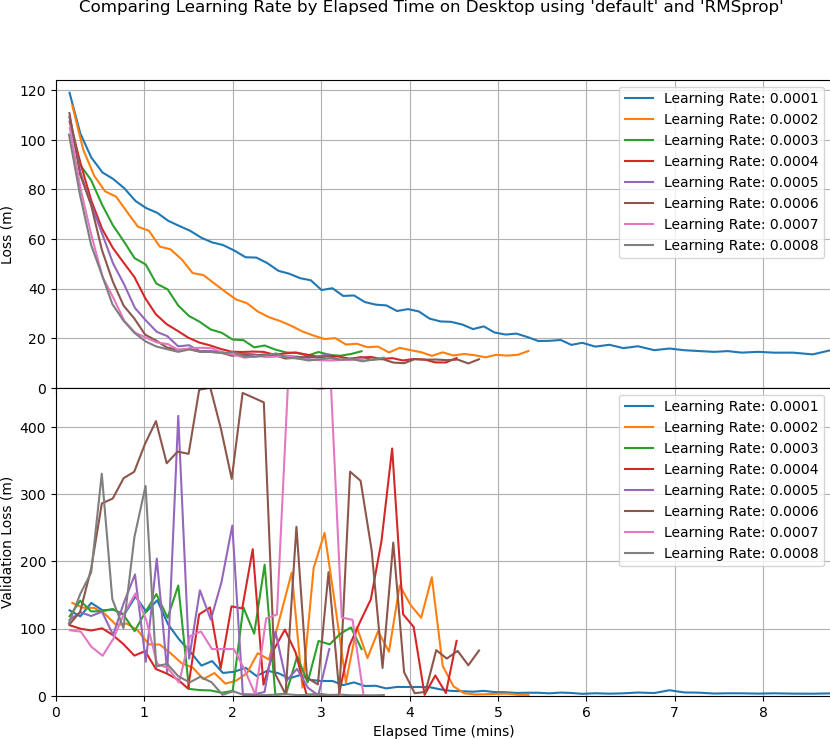 Comparing Learning Rate by Elapsed Time on Desktop using 'default' and 'RMSprop'
120
100
80
60
40
20
0
Loss (m)
Learning Rate: 0.0001
Learning Rate: 0.0002
Learning Rate: 0.0003
Learning Rate: 0.0004
Learning Rate: 0.0005
Learning Rate: 0.0006
Learning Rate: 0.0007
Learning Rate: 0.0008
400
300
200
100
0
Validation Loss (m)
Learning Rate: 0.0001
Learning Rate: 0.0002
Learning Rate: 0.0003
Learning Rate: 0.0004
Learning Rate: 0.0005
Learning Rate: 0.0006
Learning Rate: 0.0007
Learning Rate: 0.0008
0 1 2 3 4 5 6 7 8
Elapsed Time (mins)